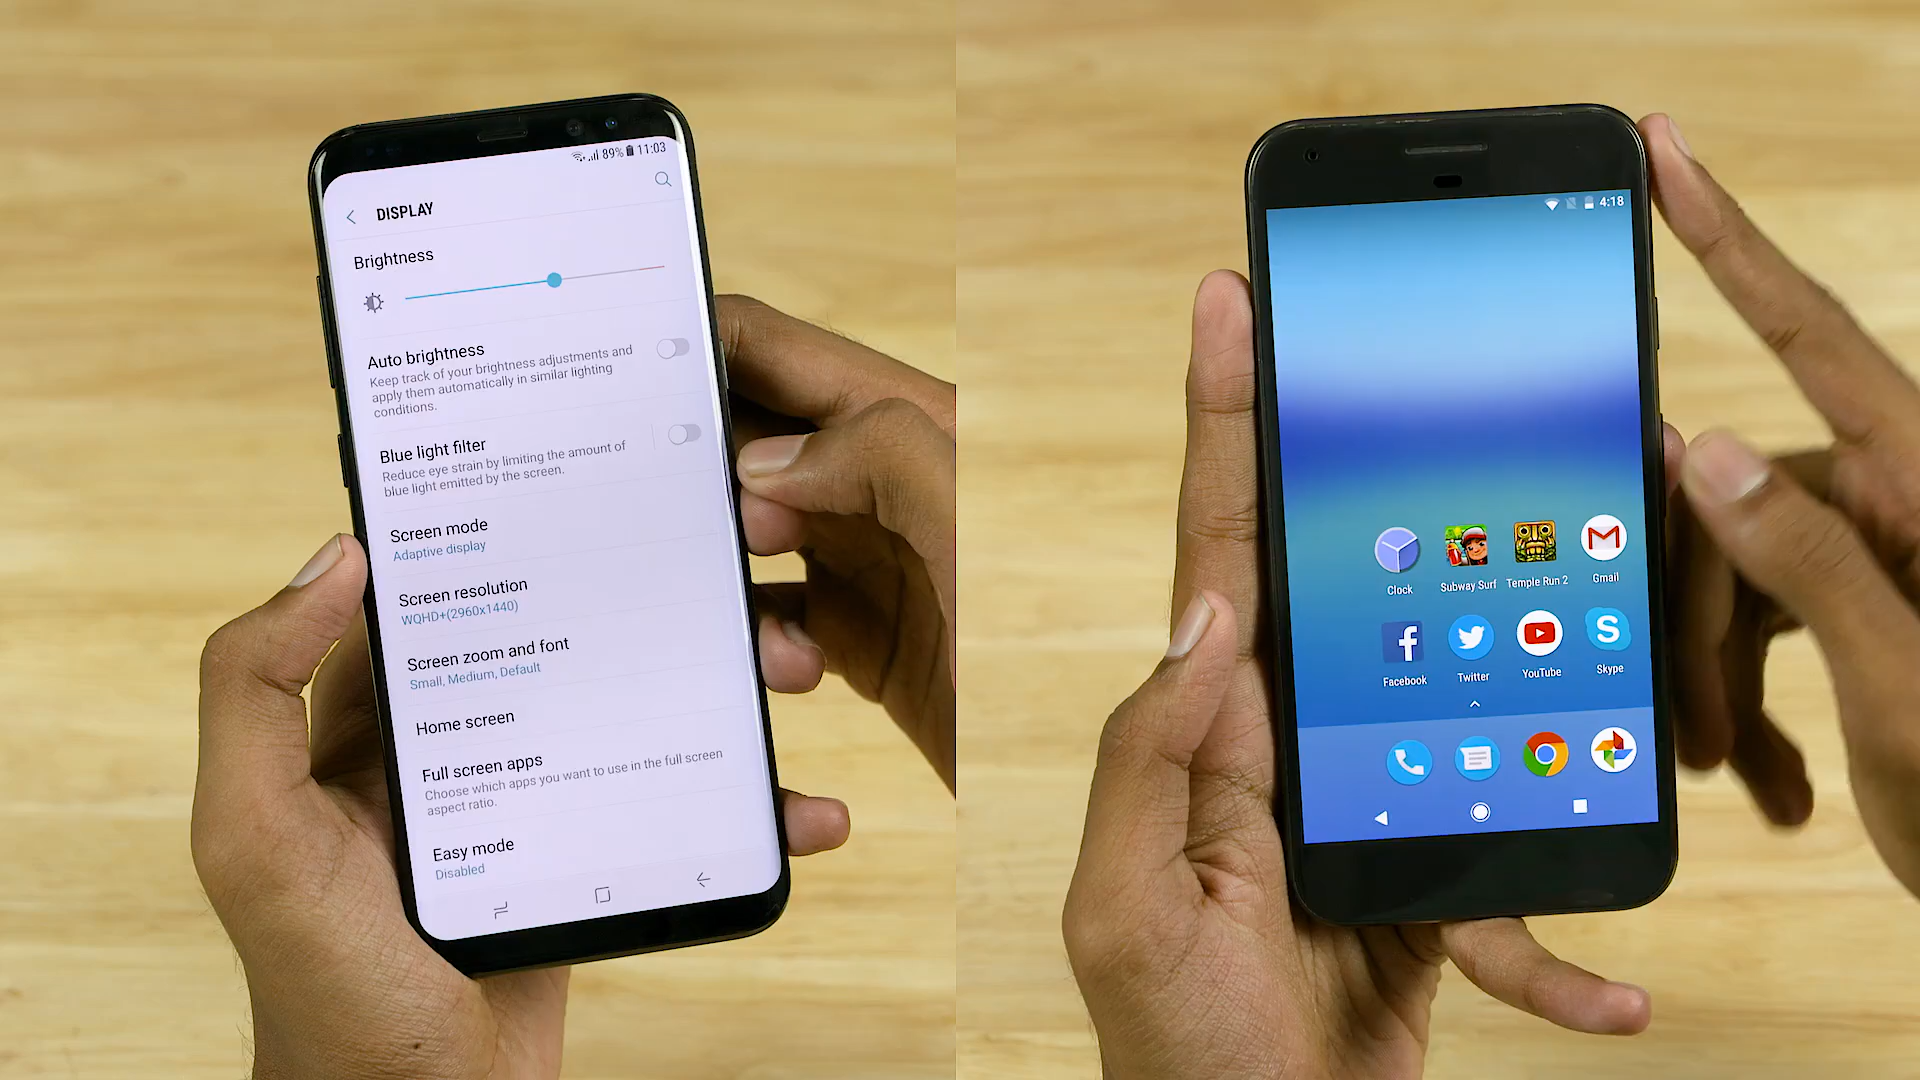 89% 11:03
DISPLAY
Brightness
Auto brightness
Keep track of your brightness adjustments and
apply them automatically in similar lighting
conditions.
Blue light filter
Reduce eye strain by limiting the amount of
blue light emitted by the screen.
Screen mode
Adaptive display
Screen resolution
WQHD+(2960x1440)
Screen zoom and font
Small, Medium, Default
Home screen
Full screen apps
Choose which apps you want to use in the full screen
aspect ratio.
Easy mode
Disabled
4:18
Clock Subway Surf Temple Run 2 Gmail
Facebook Twitter YouTube Skype